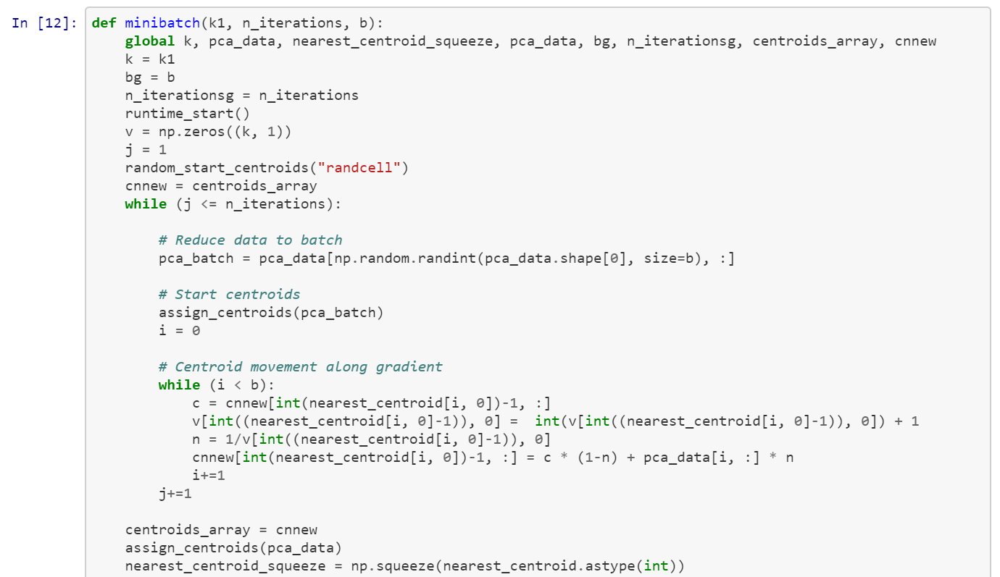 In [12]: def minibatch(k1, n_iterations, b):
    global k, pca_data, nearest_centroid_squeeze, pca_data, bg, n_iterationsg, centroids_array, cnnew
    k = k1
    bg = b
    n_iterationsg = n_iterations
    runtime_start()
    v = np.zeros((k, 1))
    j = 1
    random_start_centroids("randcell")
    cnnew = centroids_array
    while (j <= n_iterations):
        # Reduce data to batch
        pca_batch = pca_data[np.random.randint(pca_data.shape[0], size=b), :]
        # Start centroids
        assign_centroids(pca_batch)
        i = 0
        # Centroid movement along gradient
        while (i < b):
            c = cnnew[int(nearest_centroid[i, 0])-1, :]
            v[int((nearest_centroid[i, 0]-1)), 0] =  int(v[int((nearest_centroid[i, 0]-1)), 0]) + 1
            n = 1/v[int((nearest_centroid[i, 0]-1)), 0]
            cnnew[int(nearest_centroid[i, 0])-1, :] = c * (1-n) + pca_data[i, :] * n
            i+=1
        j+=1
    centroids_array = cnnew
    assign_centroids(pca_data)
    nearest_centroid_squeeze = np.squeeze(nearest_centroid.astype(int))